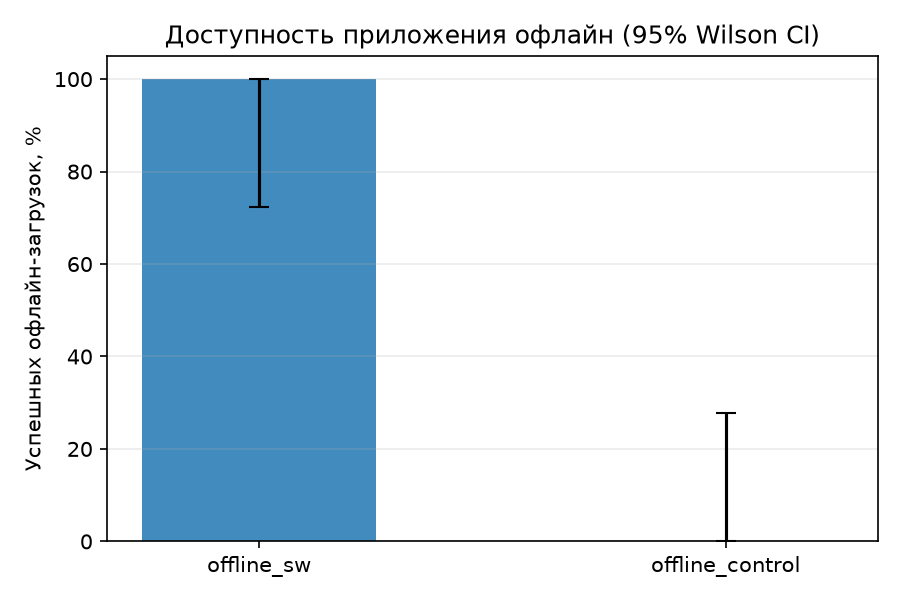 Доступность приложения офлайн (95% Wilson CI)
Успешных офлайн-загрузок, %
100
80
60
40
20
0
offline_sw
offline_control